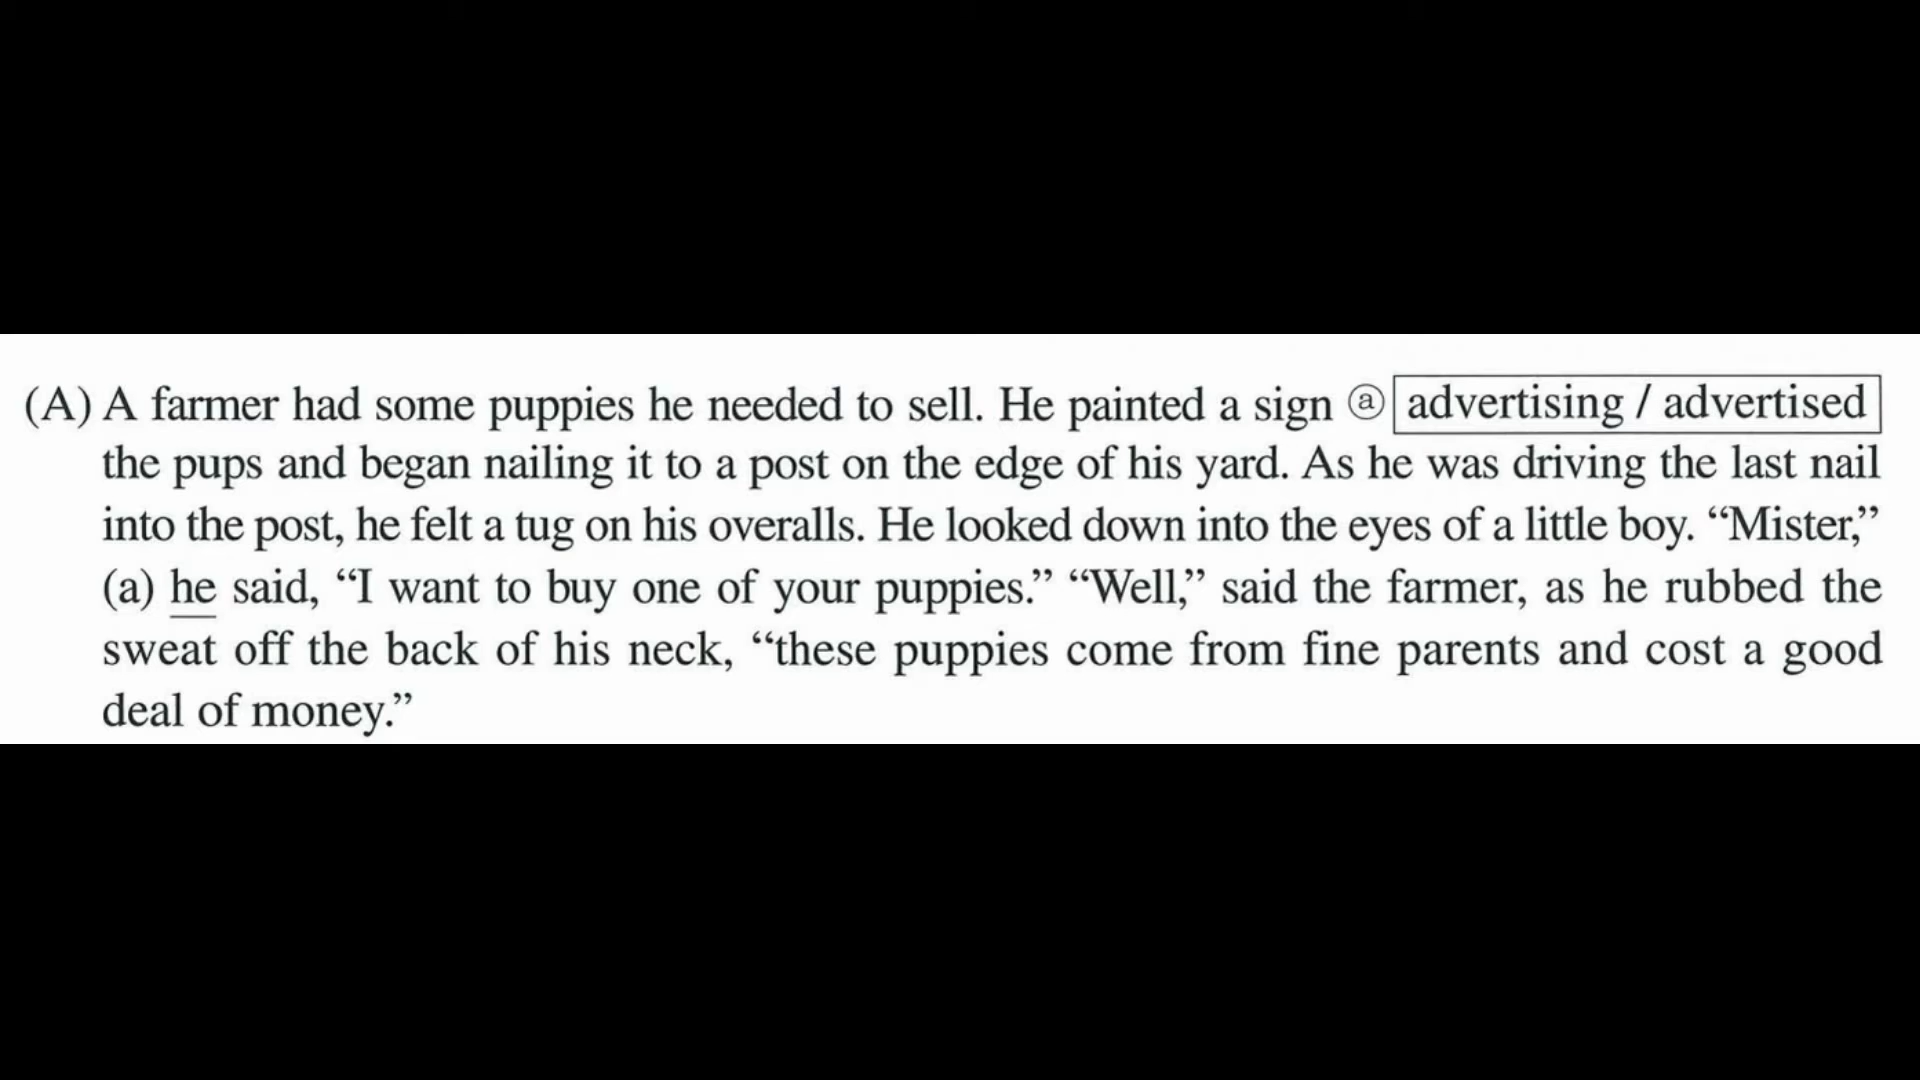 (A) A farmer had some puppies he needed to sell. He painted a sign ⓐ advertising / advertised
the pups and began nailing it to a post on the edge of his yard. As he was driving the last nail
into the post, he felt a tug on his overalls. He looked down into the eyes of a little boy. “Mister,”
(a) he said, “I want to buy one of your puppies.” “Well,” said the farmer, as he rubbed the
sweat off the back of his neck, “these puppies come from fine parents and cost a good
deal of money.”